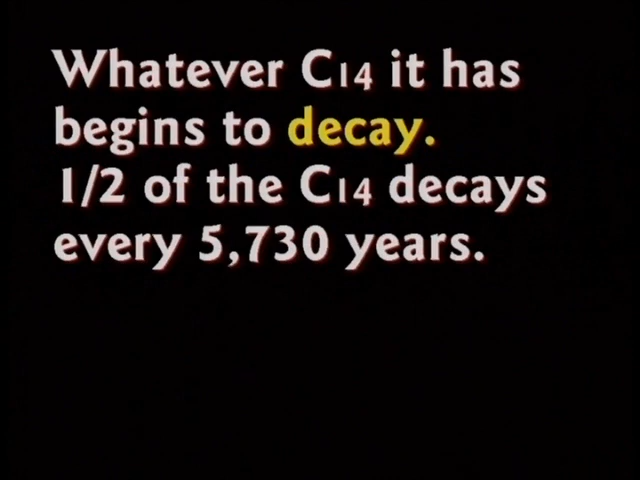 Whatever C14 it has
begins to decay.
1/2 of the C14 decays
every 5,730 years.